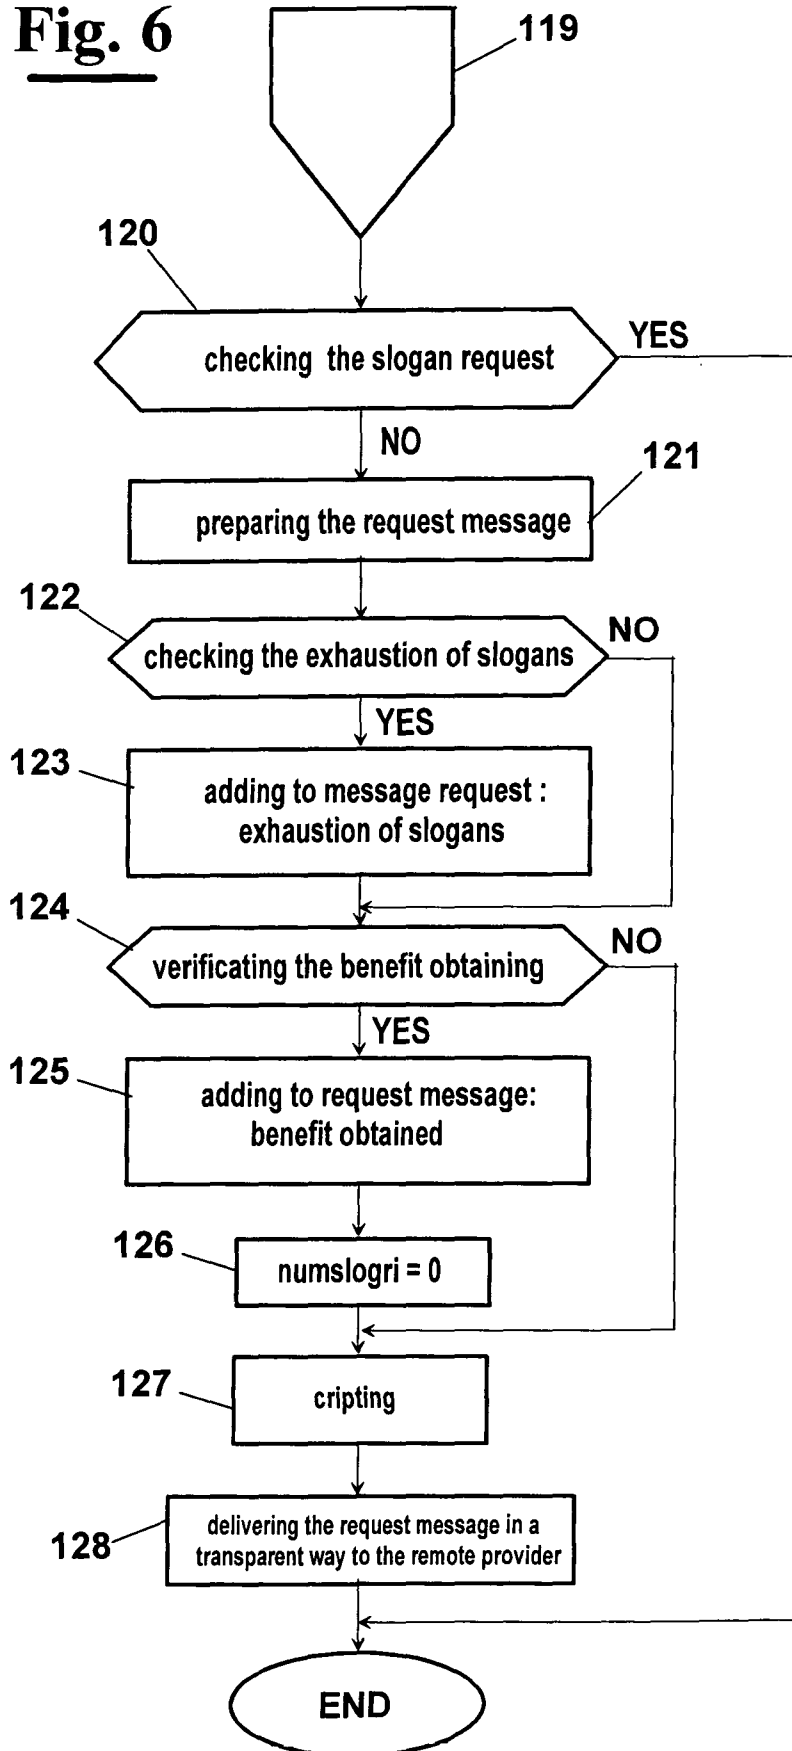 Fig. 6
119
120
checking the slogan request
YES
NO
121
preparing the request message
122
checking the exhaustion of slogans
NO
YES
123
adding to message request :
exhaustion of slogans
124
verificating the benefit obtaining
NO
YES
125
adding to request message:
benefit obtained
126
numslogri = 0
127
cripting
128
delivering the request message in a
transparent way to the remote provider
END